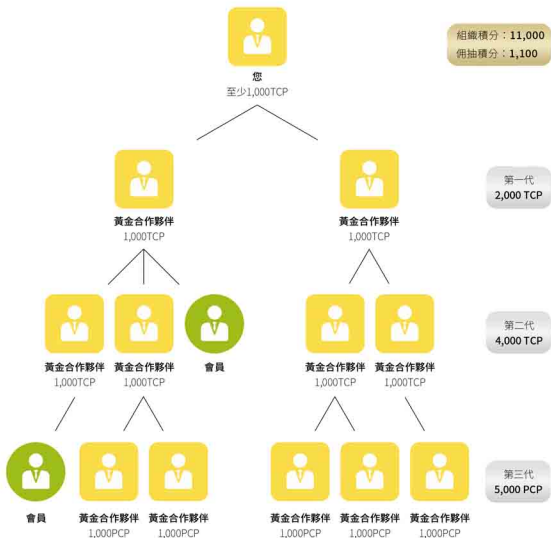 組織積分：11,000
佣抽積分：1,100
您
至少1,000TCP
第一代
2,000 TCP
黃金合作夥伴
1,000TCP
黃金合作夥伴
1,000TCP
第二代
4,000 TCP
黃金合作夥伴
1,000TCP
黃金合作夥伴
1,000TCP
會員
黃金合作夥伴
1,000TCP
黃金合作夥伴
1,000TCP
第三代
5,000 PCP
會員
黃金合作夥伴
1,000PCP
黃金合作夥伴
1,000PCP
黃金合作夥伴
1,000PCP
黃金合作夥伴
1,000PCP
黃金合作夥伴
1,000PCP